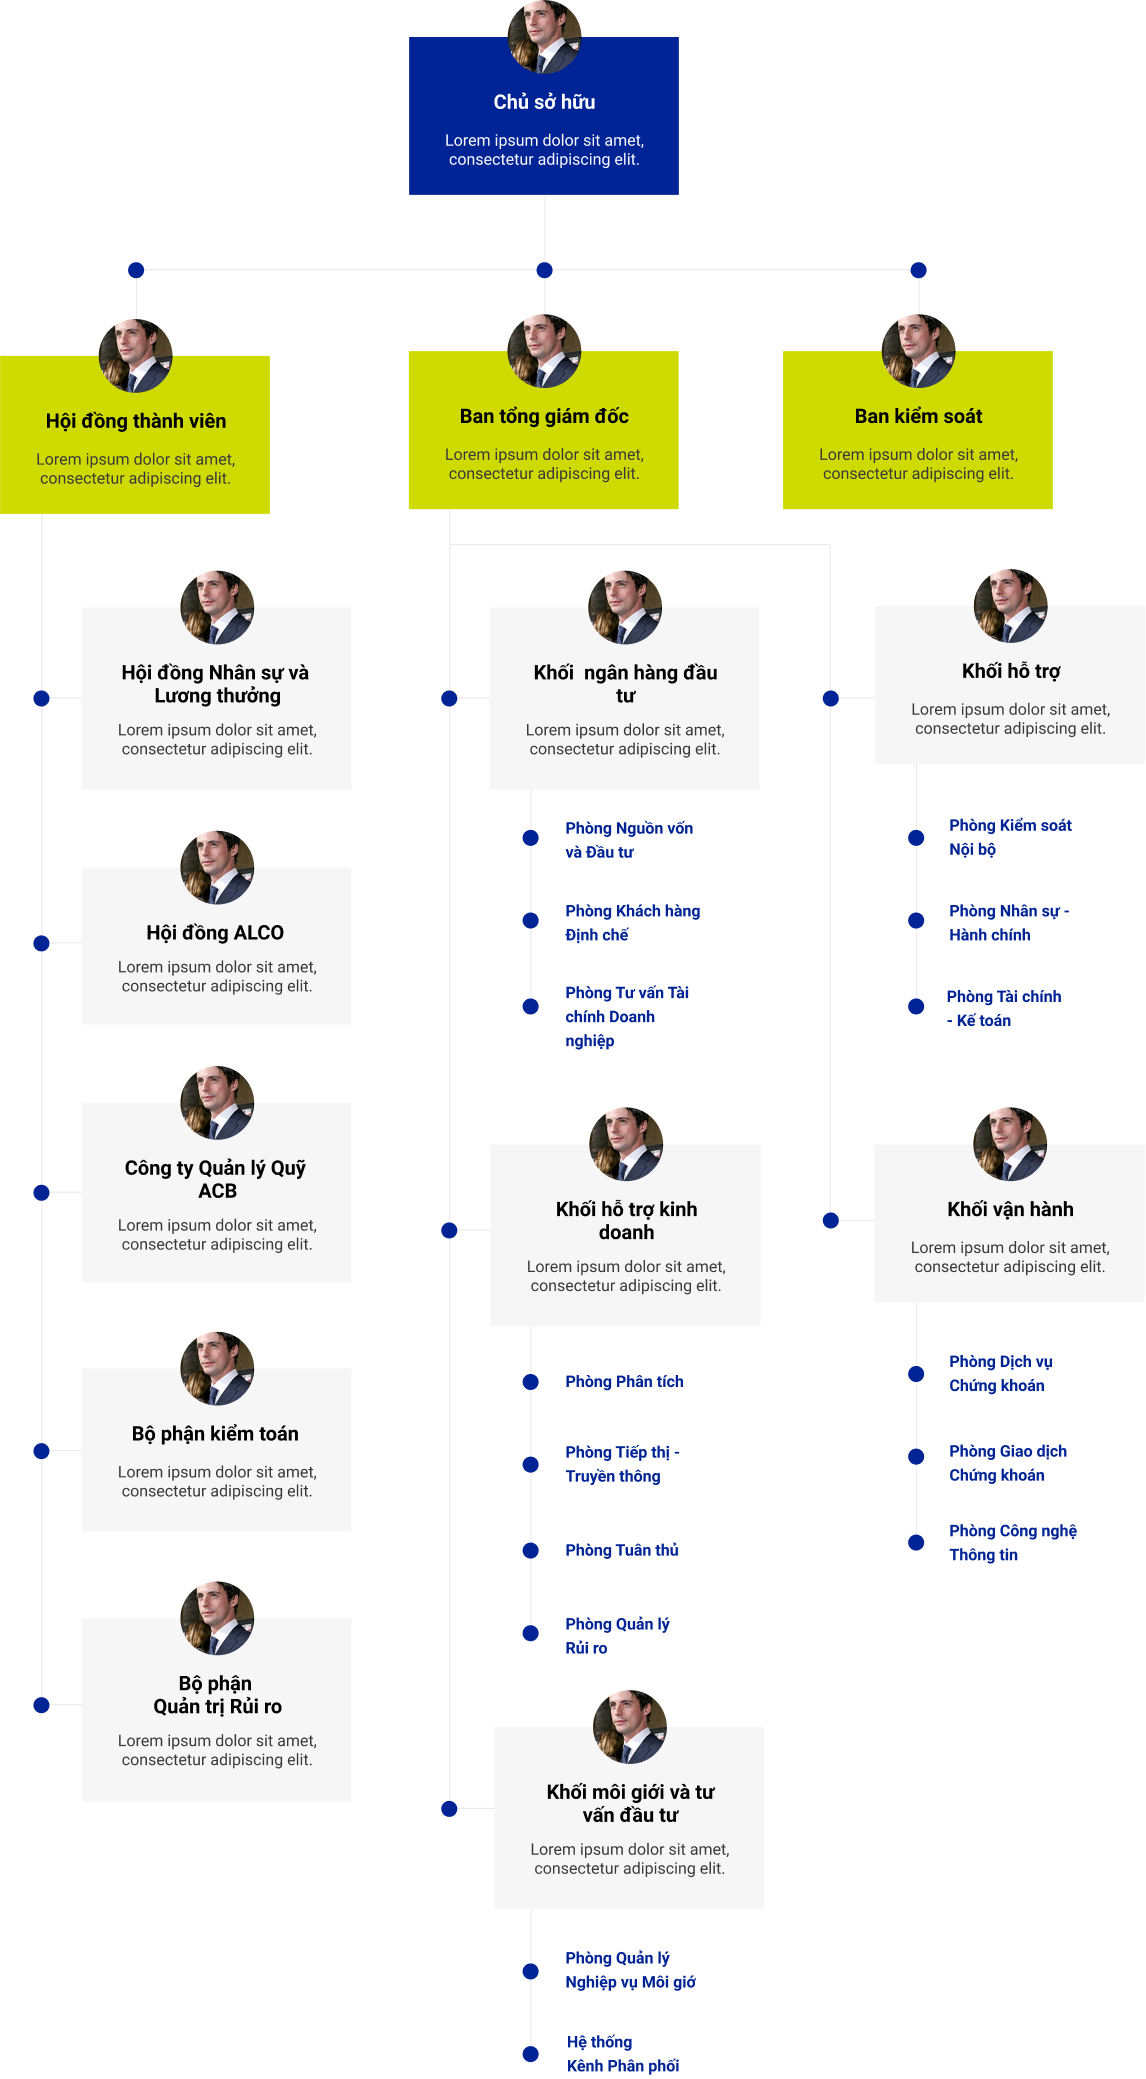 Chủ sở hữu
Lorem ipsum dolor sit amet,
consectetur adipiscing elit.
Hội đồng thành viên
Lorem ipsum dolor sit amet,
consectetur adipiscing elit.
Ban tổng giám đốc
Lorem ipsum dolor sit amet,
consectetur adipiscing elit.
Ban kiểm soát
Lorem ipsum dolor sit amet,
consectetur adipiscing elit.
Hội đồng Nhân sự và
Lương thưởng
Lorem ipsum dolor sit amet,
consectetur adipiscing elit.
Hội đồng ALCO
Lorem ipsum dolor sit amet,
consectetur adipiscing elit.
Công ty Quản lý Quỹ
ACB
Lorem ipsum dolor sit amet,
consectetur adipiscing elit.
Bộ phận kiểm toán
Lorem ipsum dolor sit amet,
consectetur adipiscing elit.
Bộ phận
Quản trị Rủi ro
Lorem ipsum dolor sit amet,
consectetur adipiscing elit.
Khối  ngân hàng đầu
tư
Lorem ipsum dolor sit amet,
consectetur adipiscing elit.
Phòng Nguồn vốn
và Đầu tư
Phòng Khách hàng
Định chế
Phòng Tư vấn Tài
chính Doanh
nghiệp
Khối hỗ trợ kinh
doanh
Lorem ipsum dolor sit amet,
consectetur adipiscing elit.
Phòng Phân tích
Phòng Tiếp thị -
Truyền thông
Phòng Tuân thủ
Phòng Quản lý
Rủi ro
Khối môi giới và tư
vấn đầu tư
Lorem ipsum dolor sit amet,
consectetur adipiscing elit.
Phòng Quản lý
Nghiệp vụ Môi giớ
Hệ thống
Kênh Phân phối
Khối hỗ trợ
Lorem ipsum dolor sit amet,
consectetur adipiscing elit.
Phòng Kiểm soát
Nội bộ
Phòng Nhân sự -
Hành chính
Phòng Tài chính
- Kế toán
Khối vận hành
Lorem ipsum dolor sit amet,
consectetur adipiscing elit.
Phòng Dịch vụ
Chứng khoán
Phòng Giao dịch
Chứng khoán
Phòng Công nghệ
Thông tin